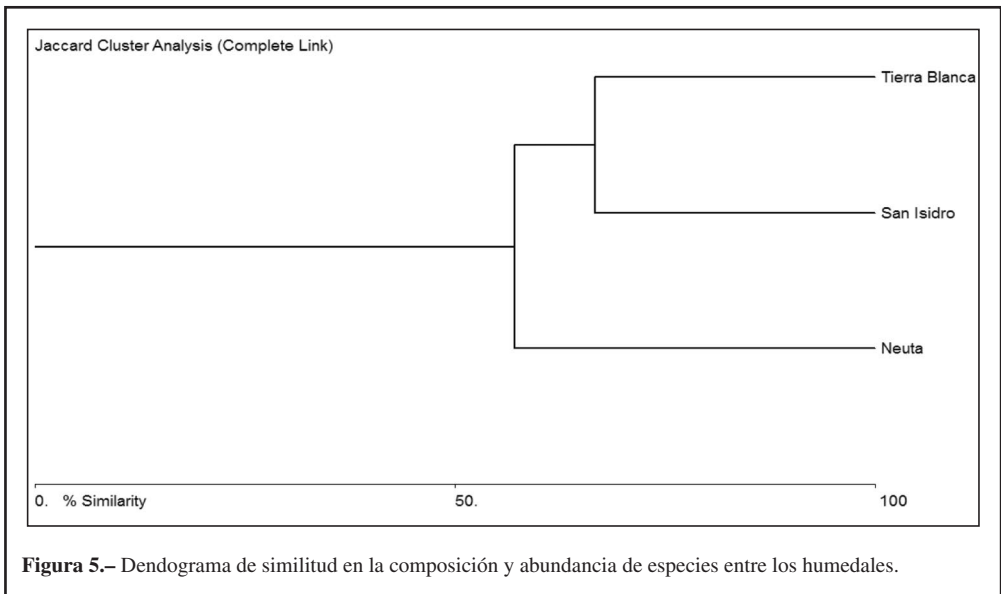 Jaccard Cluster Analysis (Complete Link)
Tierra Blanca
San Isidro
Neuta
0. % Similarity 50. 100
Figura 5.– Dendograma de similitud en la composición y abundancia de especies entre los humedales.